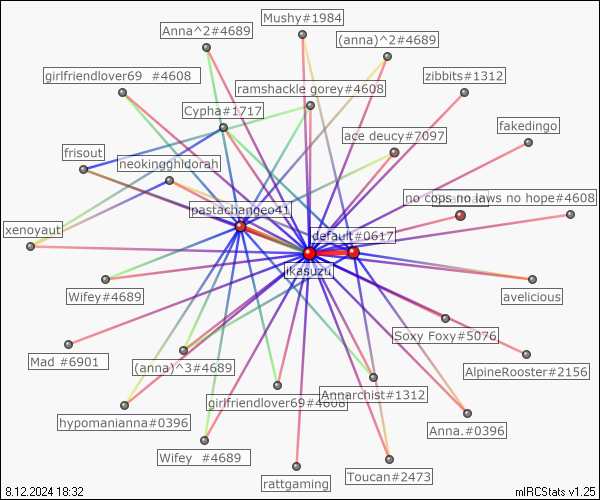 Mushy#1984
Anna^2#4689
(anna)^2#4689
girlfriendlover69 #4608
zibbits#1312
ramshackle gorey#4608
Cypha#1717
fakedingo
ace deucy#7097
frisout
neokingghidorah
no cops no laws no hope#4608
pastachangeo41
xenoyaut
default#0617
ikasuzu
Wifey#4689
avelicious
Soxy Foxy#5076
Mad #6901
(anna)^3#4689
AlpineRooster#2156
Annarchist#1312
girlfriendlover69#4608
hypomanianna#0396
Anna.#0396
Wifey #4689
Toucan#2473
rattgaming
8.12.2024 18:32
mIRCStats v1.25